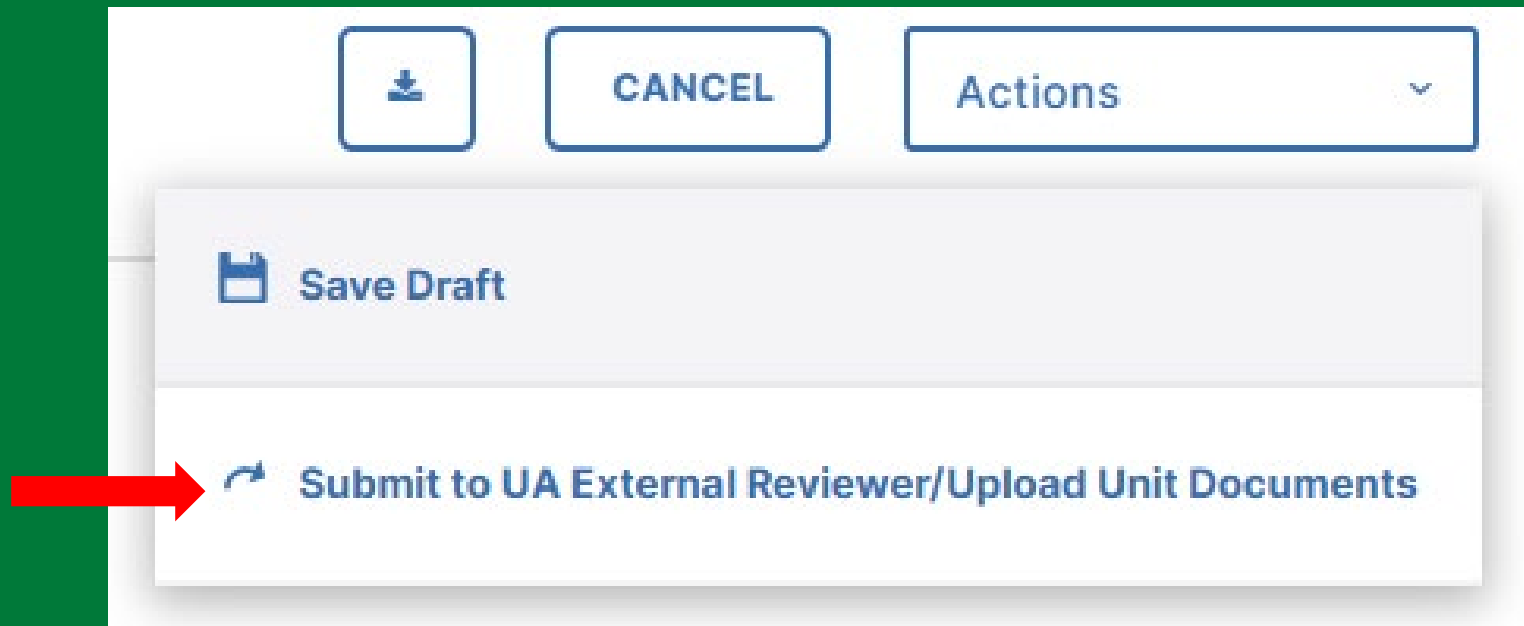 CANCEL
Actions
Save Draft
Submit to UA External Reviewer/Upload Unit Documents